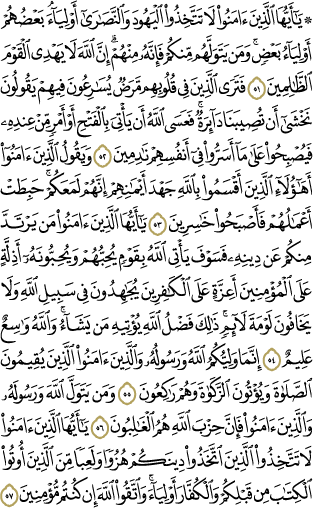 * يَٰٓأَيُّهَا ٱلَّذِينَ ءَامَنُوا۟ لَا تَتَّخِذُوا۟ ٱلْيَهُودَ وَٱلنَّصَٰرَىٰٓ أَوْلِيَآءَۘ بَعْضُهُمْ
أَوْلِيَآءُ بَعْضٍۚ وَمَن يَتَوَلَّهُم مِّنكُمْ فَإِنَّهُۥ مِنْهُمْۗ إِنَّ ٱللَّهَ لَا يَهْدِى ٱلْقَوْمَ
ٱلظَّٰلِمِينَ ٥١ فَتَرَى ٱلَّذِينَ فِى قُلُوبِهِم مَّرَضٌ يُسَٰرِعُونَ فِيهِمْ يَقُولُونَ
نَخْشَىٰٓ أَن تُصِيبَنَا دَآئِرَةٌۚ فَعَسَى ٱللَّهُ أَن يَأْتِىَ بِٱلْفَتْحِ أَوْ أَمْرٍ مِّنْ عِندِهِۦ
فَيُصْبِحُوا۟ عَلَىٰ مَآ أَسَرُّوا۟ فِىٓ أَنفُسِهِمْ نَٰدِمِينَ ٥٢ وَيَقُولُ ٱلَّذِينَ ءَامَنُوٓا۟
أَهَٰٓؤُلَآءِ ٱلَّذِينَ أَقْسَمُوا۟ بِٱللَّهِ جَهْدَ أَيْمَٰنِهِمْۙ إِنَّهُمْ لَمَعَكُمْۚ حَبِطَتْ
أَعْمَٰلُهُمْ فَأَصْبَحُوا۟ خَٰسِرِينَ ٥٣ يَٰٓأَيُّهَا ٱلَّذِينَ ءَامَنُوا۟ مَن يَرْتَدَّ
مِنكُمْ عَن دِينِهِۦ فَسَوْفَ يَأْتِى ٱللَّهُ بِقَوْمٍ يُحِبُّهُمْ وَيُحِبُّونَهُۥٓ أَذِلَّةٍ
عَلَى ٱلْمُؤْمِنِينَ أَعِزَّةٍ عَلَى ٱلْكَٰفِرِينَ يُجَٰهِدُونَ فِى سَبِيلِ ٱللَّهِ وَلَا
يَخَافُونَ لَوْمَةَ لَآئِمٍۚ ذَٰلِكَ فَضْلُ ٱللَّهِ يُؤْتِيهِ مَن يَشَآءُۚ وَٱللَّهُ وَٰسِعٌ
عَلِيمٌ ٥٤ إِنَّمَا وَلِيُّكُمُ ٱللَّهُ وَرَسُولُهُۥ وَٱلَّذِينَ ءَامَنُوا۟ ٱلَّذِينَ يُقِيمُونَ
ٱلصَّلَوٰةَ وَيُؤْتُونَ ٱلزَّكَوٰةَ وَهُمْ رَٰكِعُونَ ٥٥ وَمَن يَتَوَلَّ ٱللَّهَ وَرَسُولَهُۥ
وَٱلَّذِينَ ءَامَنُوا۟ فَإِنَّ حِزْبَ ٱللَّهِ هُمُ ٱلْغَٰلِبُونَ ٥٦ يَٰٓأَيُّهَا ٱلَّذِينَ ءَامَنُوا۟
لَا تَتَّخِذُوا۟ ٱلَّذِينَ ٱتَّخَذُوا۟ دِينَكُمْ هُزُوًا وَلَعِبًا مِّنَ ٱلَّذِينَ أُوتُوا۟
ٱلْكِتَٰبَ مِن قَبْلِكُمْ وَٱلْكُفَّارَ أَوْلِيَآءَۚ وَٱتَّقُوا۟ ٱللَّهَ إِن كُنتُم مُّؤْمِنِينَ ٥٧